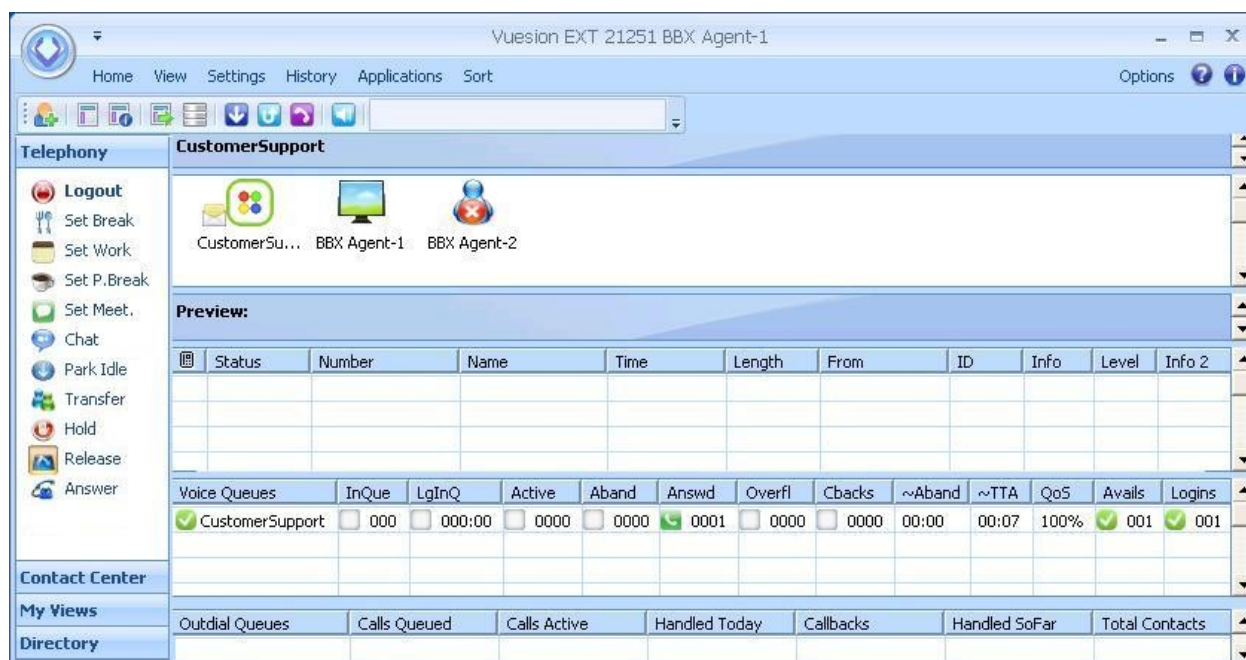 Vuesion EXT 21251 BBX Agent-1
Home View Settings History Applications Sort Options
Telephony
Logout
Set Break
Set Work
Set P.Break
Set Meet.
Chat
Park Idle
Transfer
Hold
Release
Answer
Contact Center
My Views
Directory
CustomerSupport
CustomerSu... BBX Agent-1 BBX Agent-2
Preview:
Status Number Name Time Length From ID Info Level Info 2
Voice Queues InQue LgInQ Active Aband Answd Overfl Cbacks ~Aband ~TTA QoS Avails Logins
CustomerSupport 000 000:00 0000 0000 0001 0000 0000 00:00 00:07 100% 001 001
Outdial Queues Calls Queued Calls Active Handled Today Callbacks Handled SoFar Total Contacts